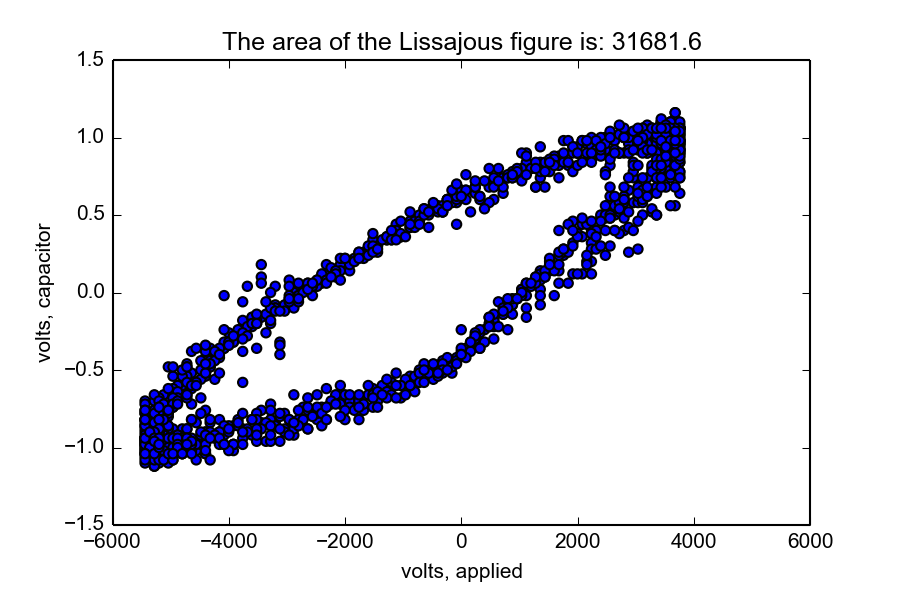 The area of the Lissajous figure is: 31681.6
1.5
1.0
0.5
0.0
−0.5
−1.0
−1.5
volts, capacitor
−6000 −4000 −2000 0 2000 4000 6000
volts, applied